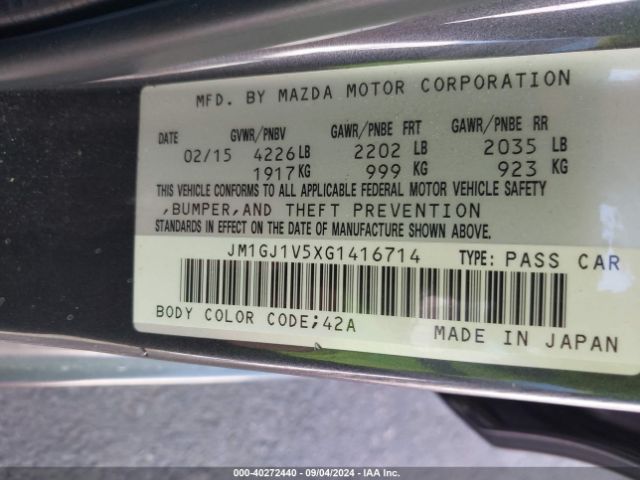 MFD. BY MAZDA MOTOR CORPORATION
DATE GVWR/PNBV GAWR/PNBE FRT GAWR/PNBE RR
02/15 4226LB 2202 LB 2035 LB
1917KG 999 KG 923 KG
THIS VEHICLE CONFORMS TO ALL APPLICABLE FEDERAL MOTOR VEHICLE SAFETY
,BUMPER,AND THEFT PREVENTION
STANDARDS IN EFFECT ON THE DATE OF MANUFACTURE SHOWN ABOVE.
JM1GJ1V5XG1416714 TYPE: PASS CAR
BODY COLOR CODE;42A
MADE IN JAPAN
000-40272440 - 09/04/2024 - IAA Inc.